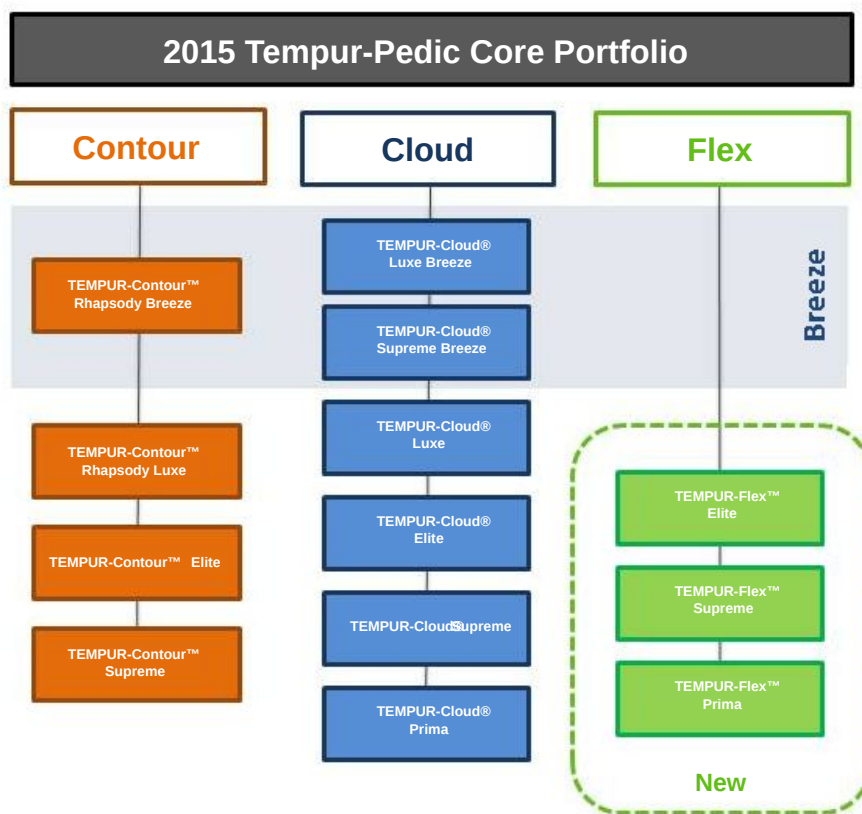 2015 Tempur-Pedic Core Portfolio
Contour
Cloud
Flex
Breeze
TEMPUR-Contour™
Rhapsody Breeze
TEMPUR-Contour™
Rhapsody Luxe
TEMPUR-Contour™ Elite
TEMPUR-Contour™
Supreme
TEMPUR-Cloud®
Luxe Breeze
TEMPUR-Cloud®
Supreme Breeze
TEMPUR-Cloud®
Luxe
TEMPUR-Cloud®
Elite
TEMPUR-Cloud® Supreme
TEMPUR-Cloud®
Prima
TEMPUR-Flex™
Elite
TEMPUR-Flex™
Supreme
TEMPUR-Flex™
Prima
New